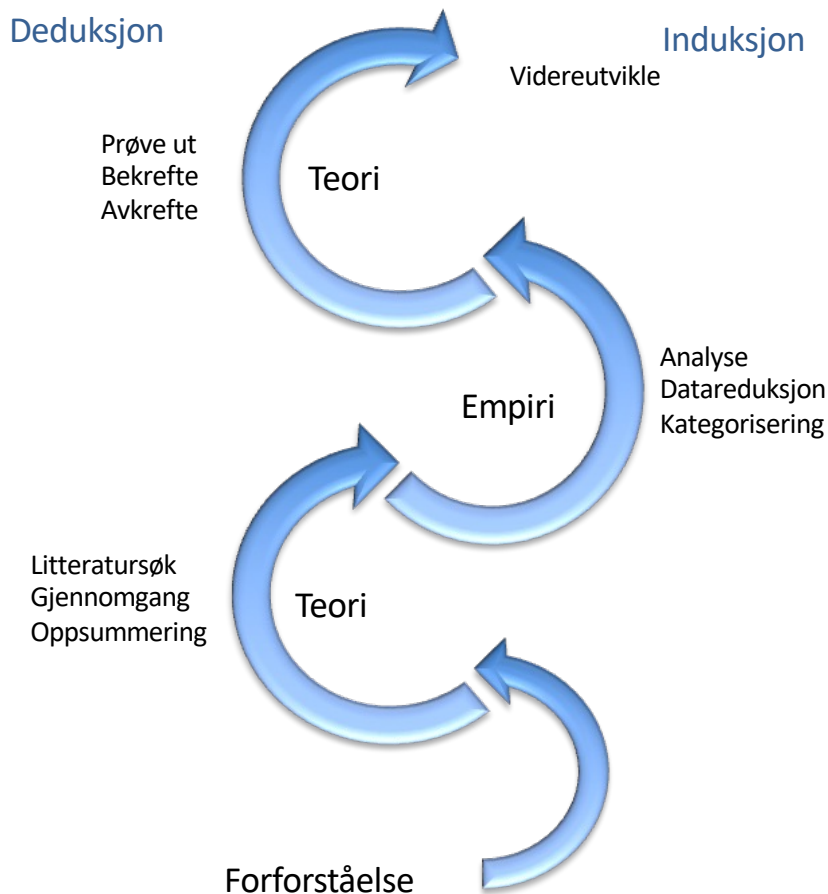 Deduksjon
Induksjon
Videreutvikle
Prøve ut
Bekrefte
Avkrefte
Teori
Analyse
Datareduksjon
Kategorisering
Empiri
Litteratursøk
Gjennomgang
Oppsummering
Teori
Forforståelse